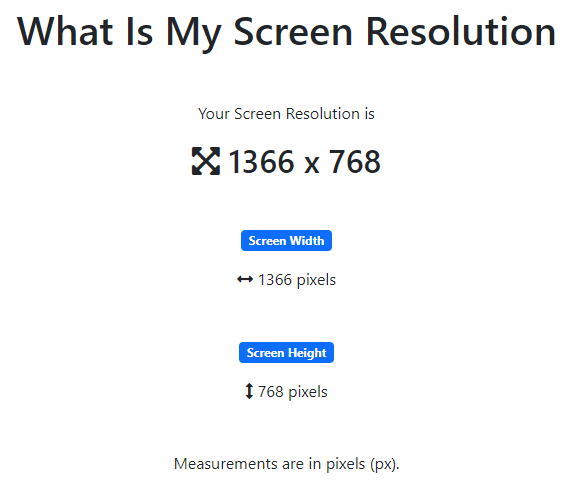 What Is My Screen Resolution
Your Screen Resolution is
1366 x 768
Screen Width
1366 pixels
Screen Height
768 pixels
Measurements are in pixels (px).